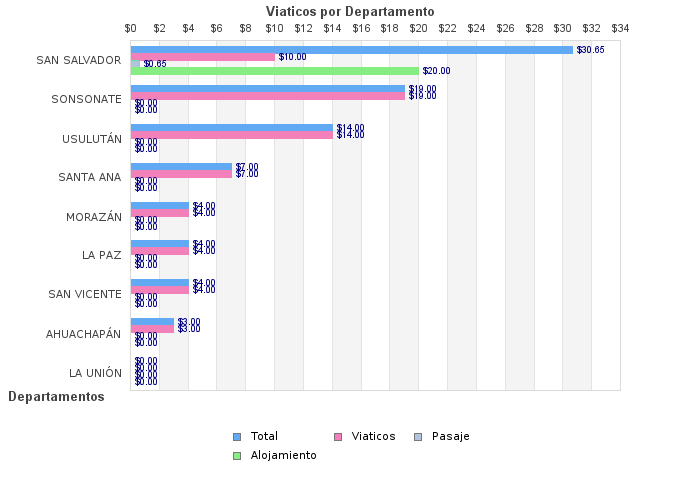 Viaticos por Departamento
$0 $2 $4 $6 $8 $10 $12 $14 $16 $18 $20 $22 $24 $26 $28 $30 $32 $34
SAN SALVADOR
$30.65
$10.00
$0.65
$20.00
SONSONATE
$19.00
$19.00
$0.00
$0.00
USULUTÁN
$14.00
$14.00
$0.00
$0.00
SANTA ANA
$7.00
$7.00
$0.00
$0.00
MORAZÁN
$4.00
$4.00
$0.00
$0.00
LA PAZ
$4.00
$4.00
$0.00
$0.00
SAN VICENTE
$4.00
$4.00
$0.00
$0.00
AHUACHAPÁN
$3.00
$3.00
$0.00
$0.00
LA UNIÓN
$0.00
$0.00
$0.00
$0.00
Departamentos
Total Viaticos Pasaje
Alojamiento